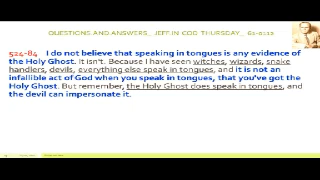 QUESTIONS AND ANSWERS_ JEFF.IN COD THURSDAY_ 61-0112
524-84 I do not believe that speaking in tongues is any evidence of
the Holy Ghost. It isn't. Because I have seen witches, wizards, snake
handlers, devils, everything else speak in tongues, and it is not an
infallible act of God when you speak in tongues, that you've got the
Holy Ghost. But remember, the Holy Ghost does speak in tongues, and
the devil can impersonate it.